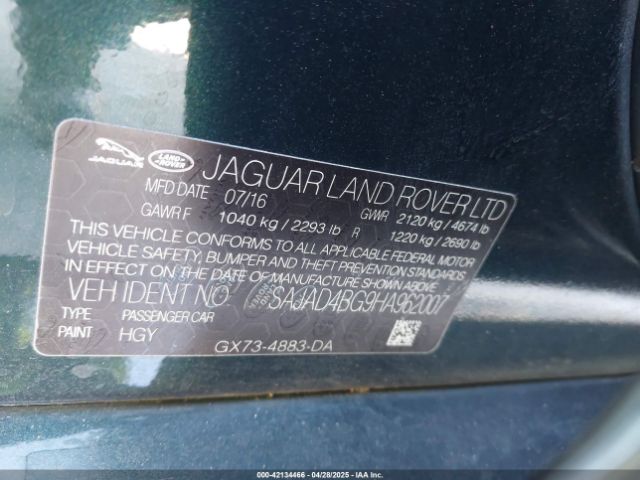 JAGUAR LAND- ROVER JAGUAR LAND ROVER LTD
MFD DATE 07/16 GVWR 2120 kg / 4674 lb
GAWR F 1040 kg / 2293 lb R 1220 kg / 2690 lb
THIS VEHICLE CONFORMS TO ALL APPLICABLE FEDERAL MOTOR
VEHICLE SAFETY, BUMPER AND THEFT PREVENTION STANDARDS
IN EFFECT ON THE DATE OF MANUFACTURE SHOWN ABOVE.
VEH IDENT NO. SAJAD4BG9HA962007
TYPE PASSENGER CAR
PAINT HGY
GX73-4883-DA
000-42134466 - 04/28/2025 - COPYRIGHT IAA, LLC.